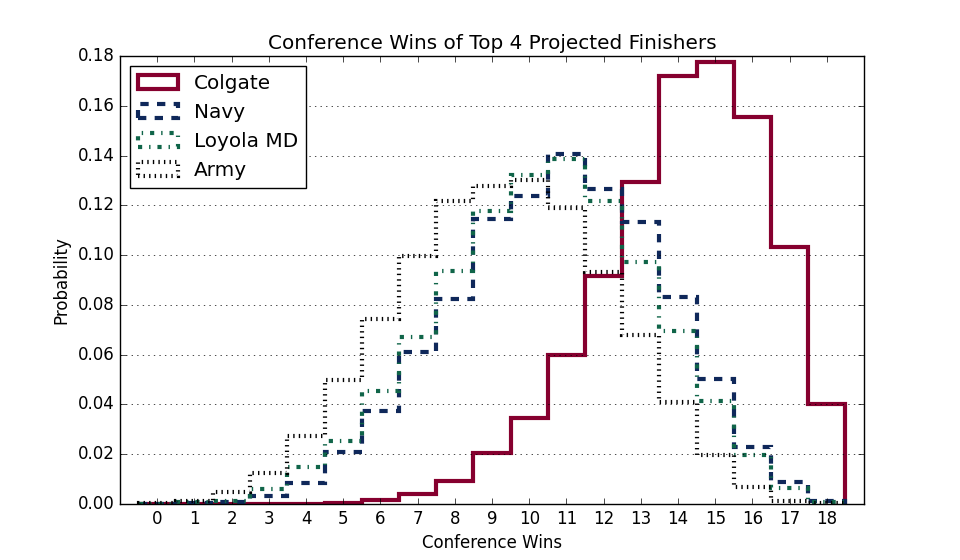 Conference Wins of Top 4 Projected Finishers
Colgate
Navy
Loyola MD
Army
Probability
0.18
0.16
0.14
0.12
0.10
0.08
0.06
0.04
0.02
0.00
0 1 2 3 4 5 6 7 8 9 10 11 12 13 14 15 16 17 18
Conference Wins